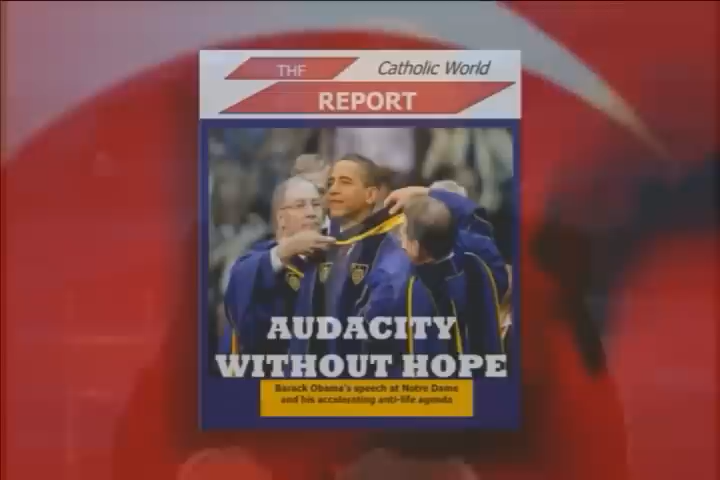 THE Catholic World
REPORT
AUDACITY
WITHOUT HOPE
Barack Obama's speech at Notre Dame
and his accelerating anti-life agenda